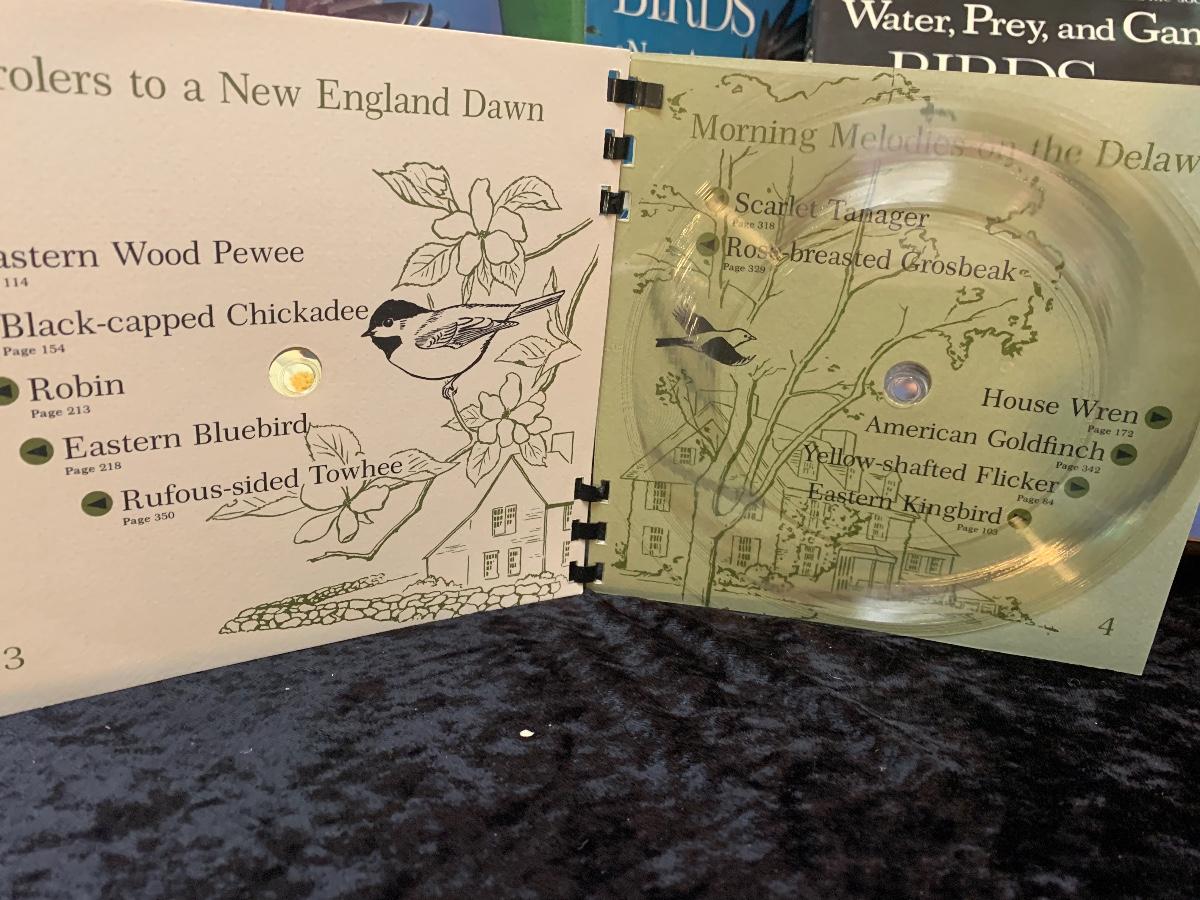 BIRDS
Water, Prey, and Gam
BIRDS
rolers to a New England Dawn
astern Wood Pewee
114
Black-capped Chickadee
Page 154
Robin
Page 213
Eastern Bluebird
Page 218
Rufous-sided Towhee
Page 350
3
Morning Melodies on the Delaw
Scarlet Tanager
Page 318
Rose-breasted Grosbeak
Page 329
House Wren
Page 172
American Goldfinch
Page 342
Yellow-shafted Flicker
Page 84
Eastern Kingbird
Page 103
4